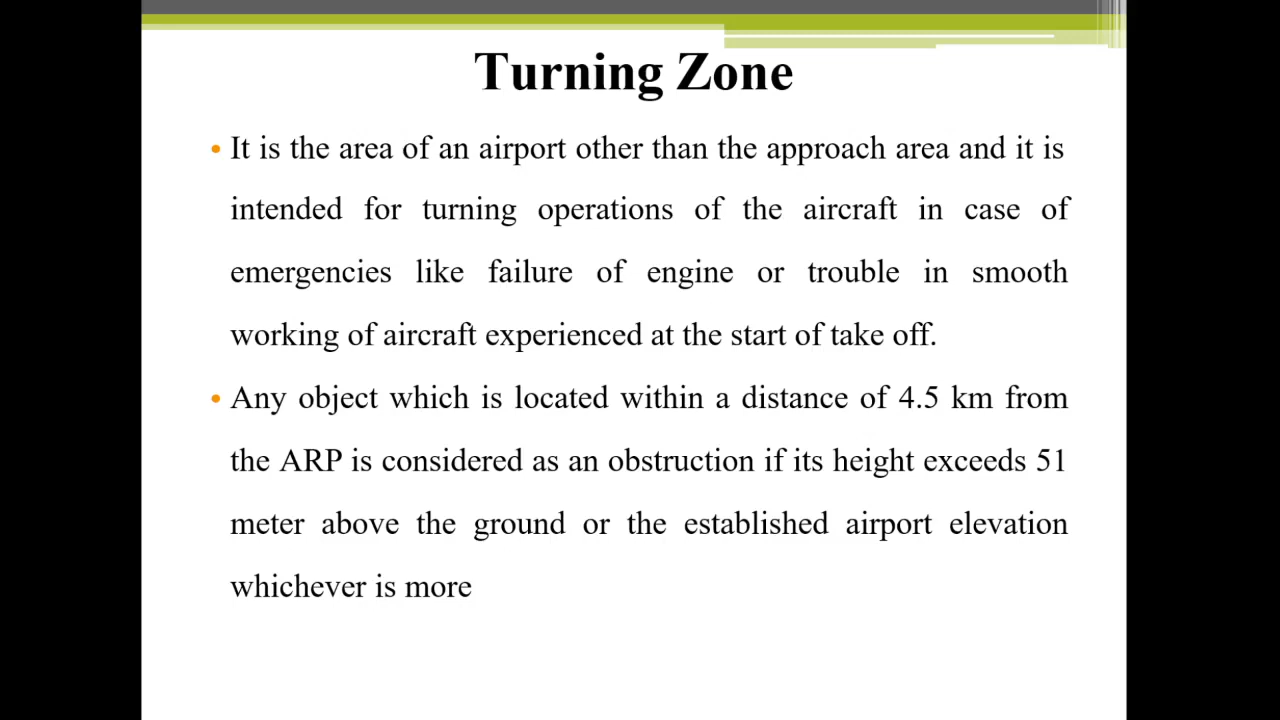 Turning Zone
• It is the area of an airport other than the approach area and it is
intended for turning operations of the aircraft in case of
emergencies like failure of engine or trouble in smooth
working of aircraft experienced at the start of take off.
• Any object which is located within a distance of 4.5 km from
the ARP is considered as an obstruction if its height exceeds 51
meter above the ground or the established airport elevation
whichever is more